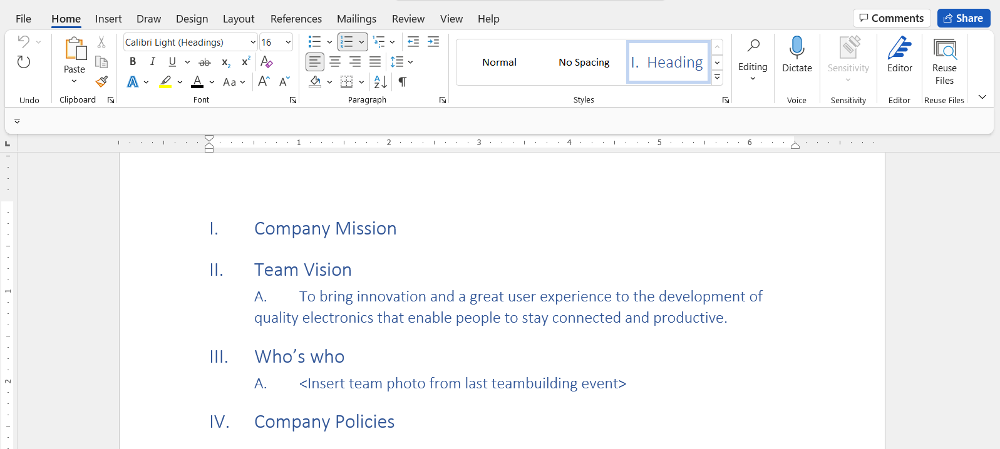 File Home Insert Draw Design Layout References Mailings Review View Help Comments Share
Calibri Light (Headings) 16
Paste
B I U ab x2 x2 A
A A Aa A A
Normal No Spacing I. Heading
Editing Dictate Sensitivity Editor Reuse Files
Undo Clipboard Font Paragraph Styles Voice Sensitivity Editor Reuse Files
1 2 3 4 5 6
I. Company Mission
II. Team Vision
1
A. To bring innovation and a great user experience to the development of
quality electronics that enable people to stay connected and productive.
III. Who’s who
2
A. <Insert team photo from last teambuilding event>
IV. Company Policies